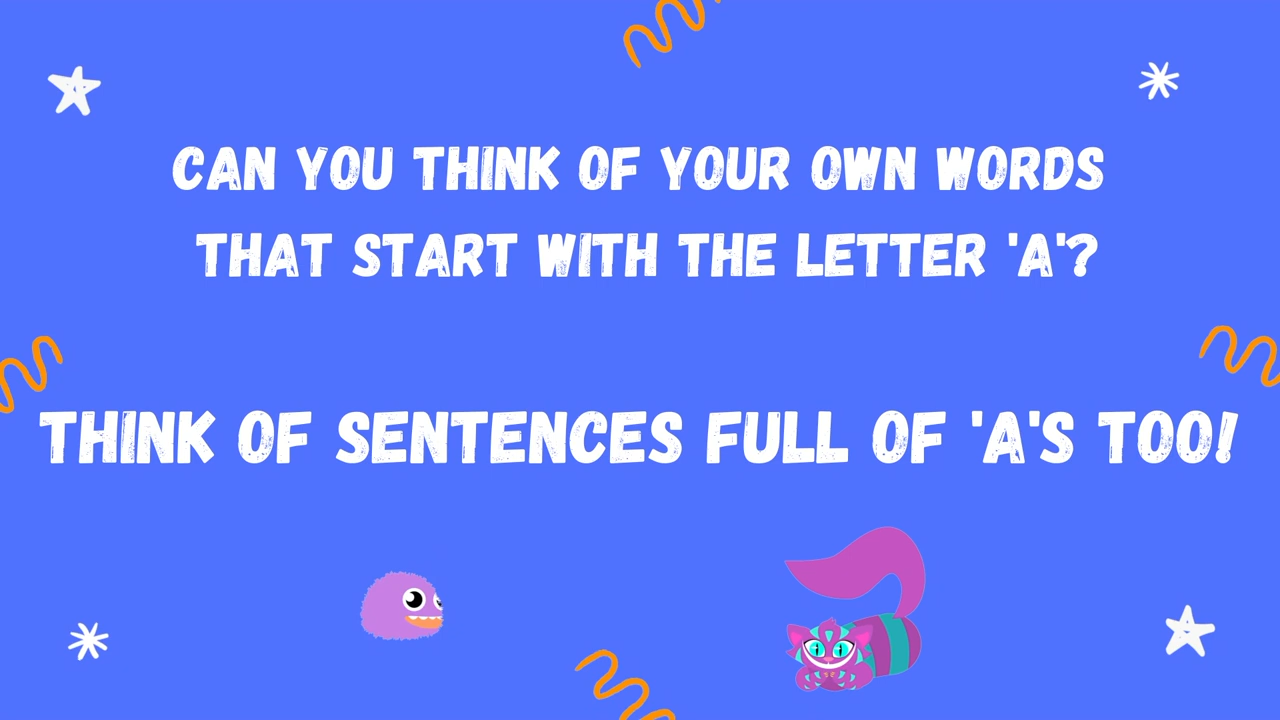 CAN YOU THINK OF YOUR OWN WORDS
THAT START WITH THE LETTER 'A'?
THINK OF SENTENCES FULL OF 'A'S TOO!